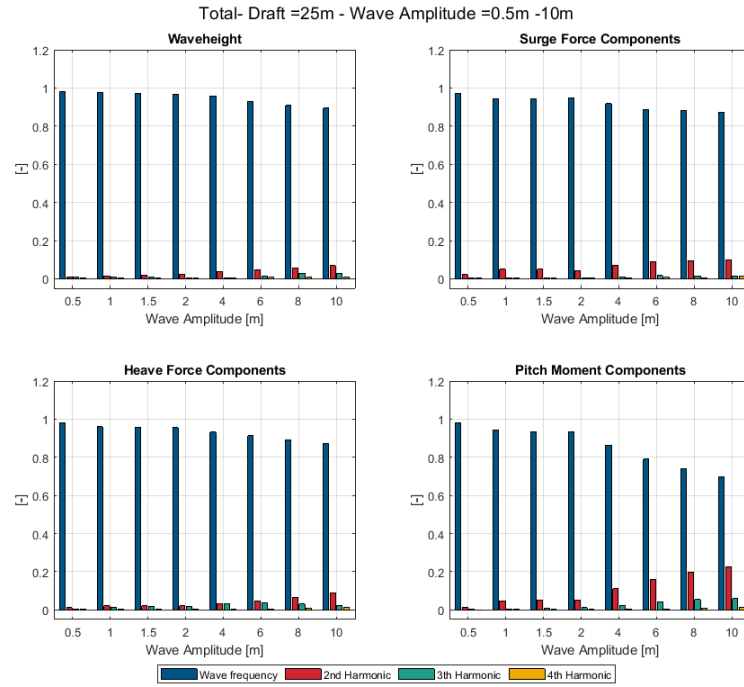 Total- Draft =25m - Wave Amplitude =0.5m -10m
Waveheight
1.2
1
0.8
0.6
0.4
0.2
0
[-]
0.5 1 1.5 2 4 6 8 10
Wave Amplitude [m]
Surge Force Components
1.2
1
0.8
0.6
0.4
0.2
0
[-]
0.5 1 1.5 2 4 6 8 10
Wave Amplitude [m]
Heave Force Components
1.2
1
0.8
0.6
0.4
0.2
0
[-]
0.5 1 1.5 2 4 6 8 10
Wave Amplitude [m]
Pitch Moment Components
1.2
1
0.8
0.6
0.4
0.2
0
[-]
0.5 1 1.5 2 4 6 8 10
Wave Amplitude [m]
Wave frequency 2nd Harmonic 3th Harmonic 4th Harmonic